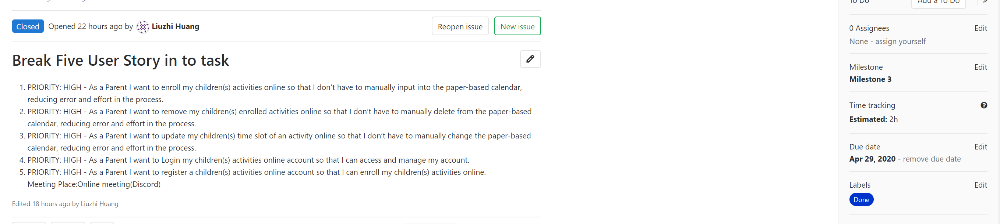 To Do
Add a To Do
»
Closed Opened 22 hours ago by Liuzhi Huang
Reopen issue
New issue
Break Five User Story in to task
1. PRIORITY: HIGH - As a Parent I want to enroll my children(s) activities online so that I don’t have to manually input into the paper-based calendar,
reducing error and effort in the process.
2. PRIORITY: HIGH - As a Parent I want to remove my children(s) enrolled activities online so that I don’t have to manually delete from the paper-based
calendar, reducing error and effort in the process.
3. PRIORITY: HIGH - As a Parent I want to update my children(s) time slot of an activity online so that I don’t have to manually change the paper-based
calendar, reducing error and effort in the process.
4. PRIORITY: HIGH - As a Parent I want to Login my children(s) activities online account so that I can access and manage my account.
5. PRIORITY: HIGH - As a Parent I want to register a children(s) activities online account so that I can enroll my children(s) activities online.
Meeting Place:Online meeting(Discord)
Edited 18 hours ago by Liuzhi Huang
0 Assignees
Edit
None - assign yourself
Milestone
Edit
Milestone 3
Time tracking
?
Estimated: 2h
Due date
Edit
Apr 29, 2020 - remove due date
Labels
Edit
Done